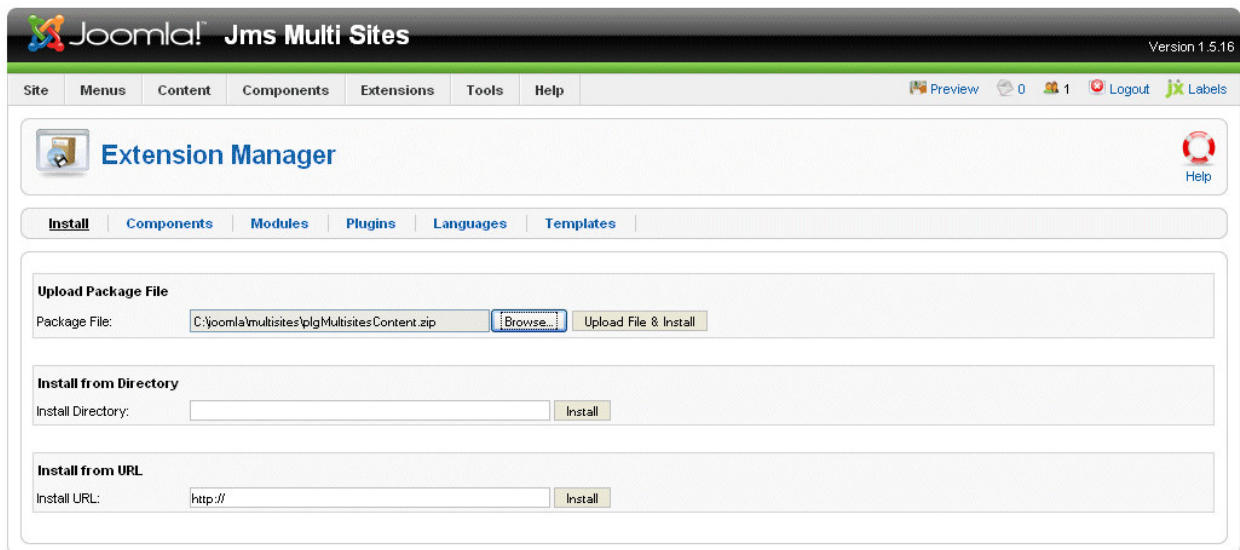 Joomla! Jms Multi Sites
Version 1.5.16
Site Menus Content Components Extensions Tools Help Preview 0 1 Logout jx Labels
Extension Manager
Help
Install Components Modules Plugins Languages Templates
Upload Package File
Package File: C:\joomla\multisites\plgMultisitesContent.zip Browse... Upload File & Install
Install from Directory
Install Directory: Install
Install from URL
Install URL: http:// Install